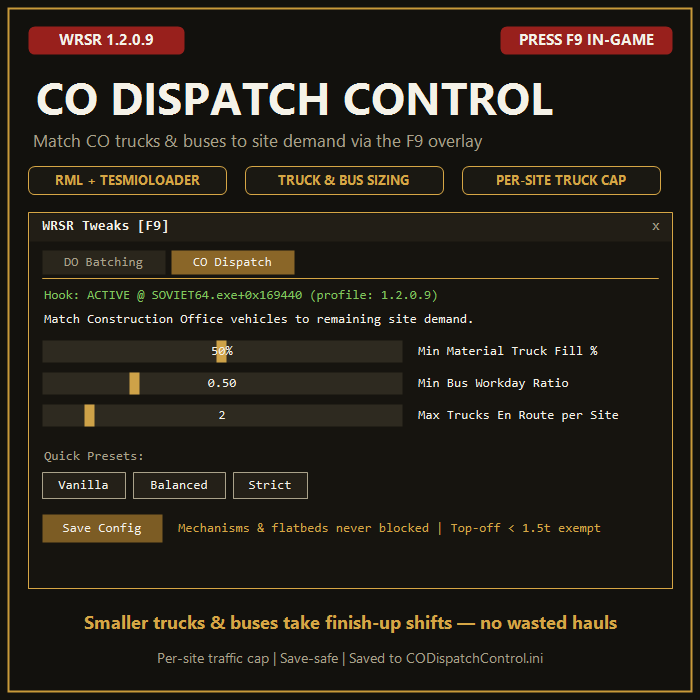 WRSR 1.2.0.9
PRESS F9 IN-GAME
CO DISPATCH CONTROL
Match CO trucks & buses to site demand via the F9 overlay
RML + TESMIOLOADER
TRUCK & BUS SIZING
PER-SITE TRUCK CAP
WRSR Tweaks [F9]
x
DO Batching
CO Dispatch
Hook: ACTIVE @ SOVIET64.exe+0x169440 (profile: 1.2.0.9)
Match Construction Office vehicles to remaining site demand.
50%
Min Material Truck Fill %
0.50
Min Bus Workday Ratio
2
Max Trucks En Route per Site
Quick Presets:
Vanilla
Balanced
Strict
Save Config
Mechanisms & flatbeds never blocked | Top-off < 1.5t exempt
Smaller trucks & buses take finish-up shifts — no wasted hauls
Per-site traffic cap | Save-safe | Saved to CODispatchControl.ini